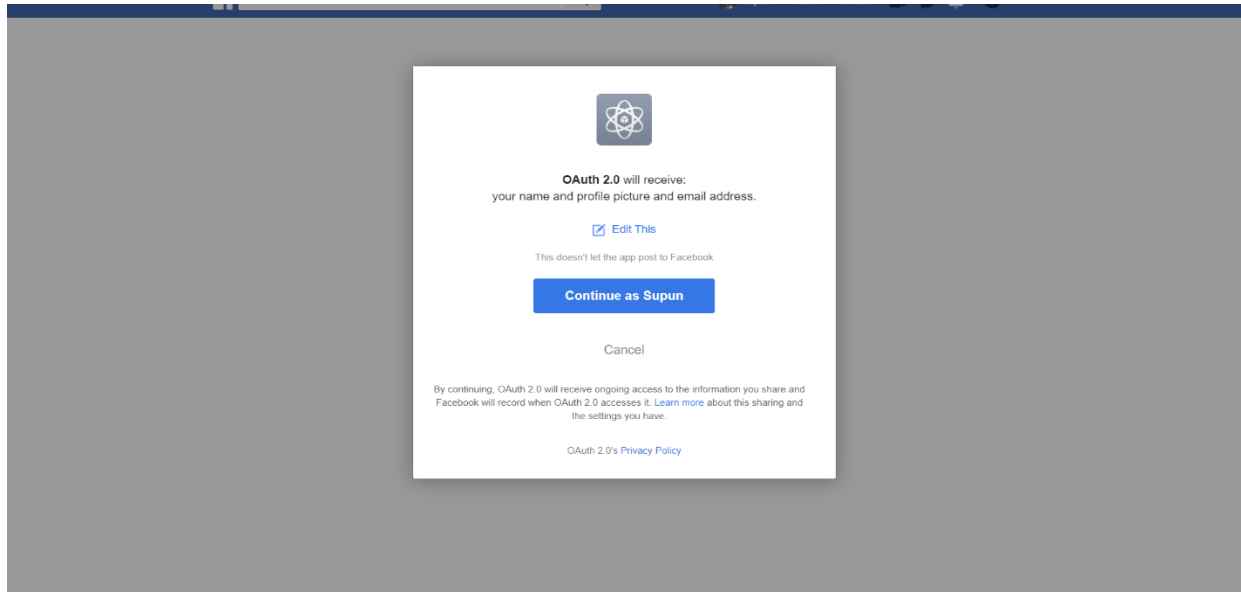 OAuth 2.0 will receive:
your name and profile picture and email address.
Edit This
This doesn't let the app post to Facebook
Continue as Supun
Cancel
By continuing, OAuth 2.0 will receive ongoing access to the information you share and
Facebook will record when OAuth 2.0 accesses it. Learn more about this sharing and
the settings you have.
OAuth 2.0's Privacy Policy